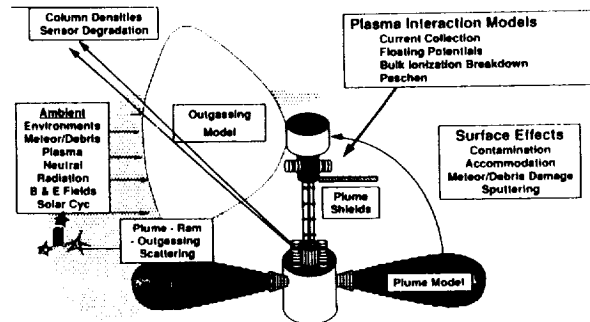 Column Densities
Sensor Degradation
Plasma Interaction Models
Current Collection
Floating Potentials
Bulk Ionization Breakdown
Paschen
Ambient
Environments
Meteor/Debris
Plasma
Neutral
Radiation
B & E Fields
Solar Cyc
Outgassing
Model
Surface Effects
Contamination
Accommodation
Meteor/Debris Damage
Sputtering
Plume
Shields
Plume - Ram
- Outgessing
Scattering
Plume Model